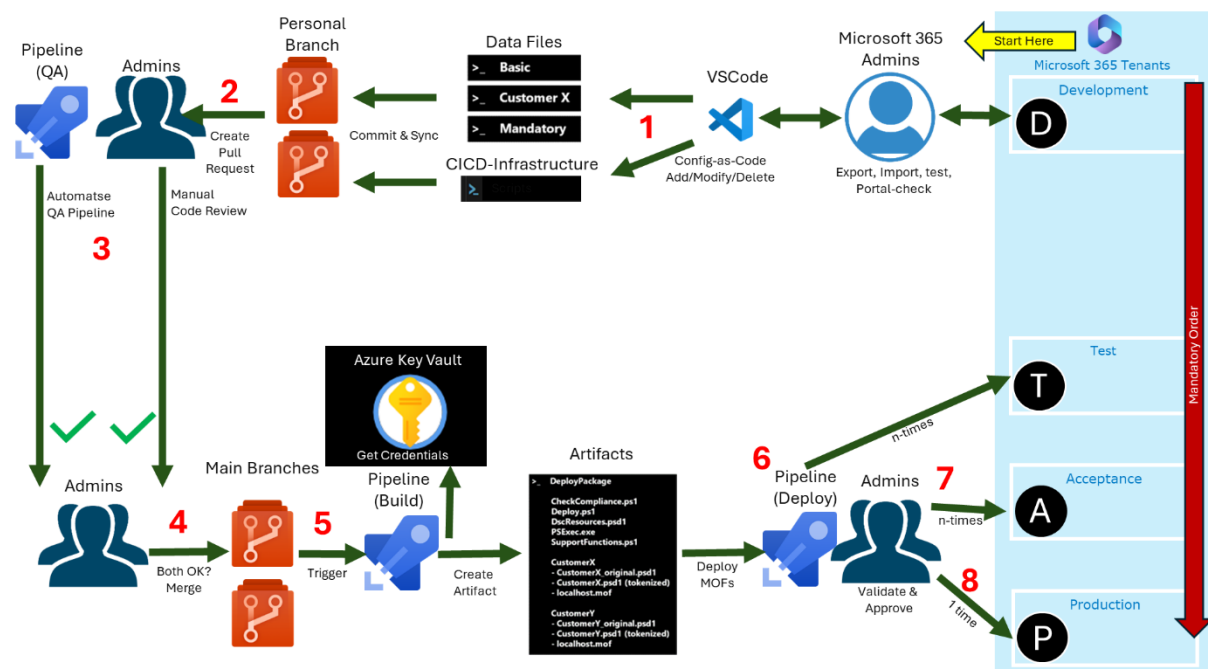 Pipeline
(QA)
Admins
Personal
Branch
Data Files
>_ Basic
>_ Customer X
>_ Mandatory
CICD-Infrastructure
>_ Scripts
VSCode
Microsoft 365
Admins
Start Here
Microsoft 365 Tenants
Development
D
2
Create
Pull
Request
Commit & Sync
1
Config-as-Code
Add/Modify/Delete
Export, Import, test,
Portal-check
Automatse
QA Pipeline
Manual
Code Review
3
Mandatory Order
Azure Key Vault
Get Credentials
Test
T
n-times
Admins
4
Both OK?
Merge
Main Branches
5
Trigger
Pipeline
(Build)
Create
Artifact
Artifacts
>_ DeployPackage
CheckCompliance.ps1
Deploy.ps1
DscResources.psd1
PSExec.exe
SupportFunctions.ps1
CustomerX
- CustomerX_original.psd1
- CustomerX.psd1 (tokenized)
- localhost.mof
CustomerY
- CustomerY_original.psd1
- CustomerY.psd1 (tokenized)
- localhost.mof
Deploy
MOFs
6
Pipeline
(Deploy)
Admins
Validate &
Approve
7
n-times
Acceptance
A
8
1 time
Production
P